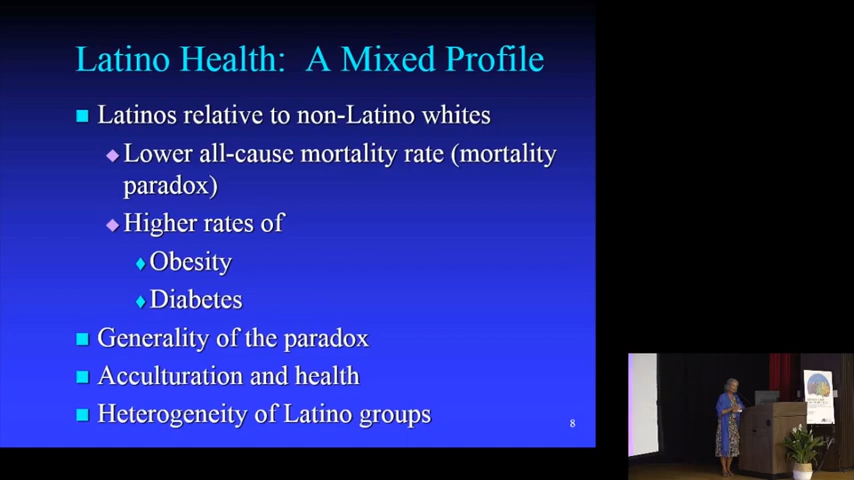 Latino Health: A Mixed Profile
Latinos relative to non-Latino whites
Lower all-cause mortality rate (mortality
paradox)
Higher rates of
Obesity
Diabetes
Generality of the paradox
Acculturation and health
Heterogeneity of Latino groups
8